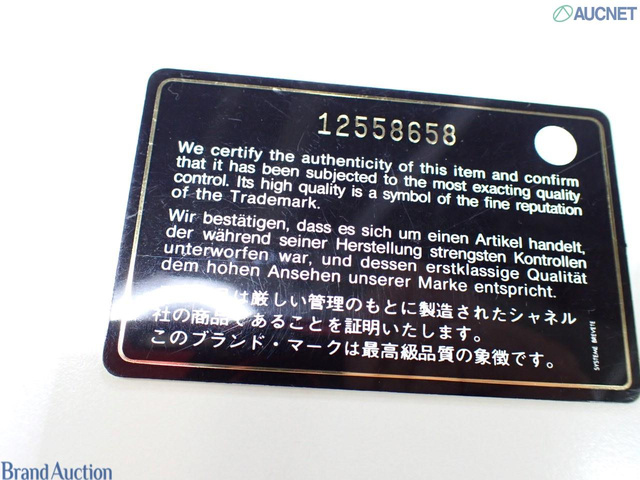 AUCNET
12558658
We certify the authenticity of this item and confirm
that it has been subjected to the most exacting quality
control. Its high quality is a symbol of the fine reputation
of the Trademark.
Wir bestätigen, dass es sich um einen Artikel handelt,
der während seiner Herstellung strengsten Kontrollen
unterworfen war, und dessen erstklassige Qualität
dem hohen Ansehen unserer Marke entspricht.
は厳しい管理のもとに製造されたシャネル
社の商品であることを証明いたします。
このブランド・マークは最高級品質の象徴です。
SYSTEME BREVETE
Brand Auction